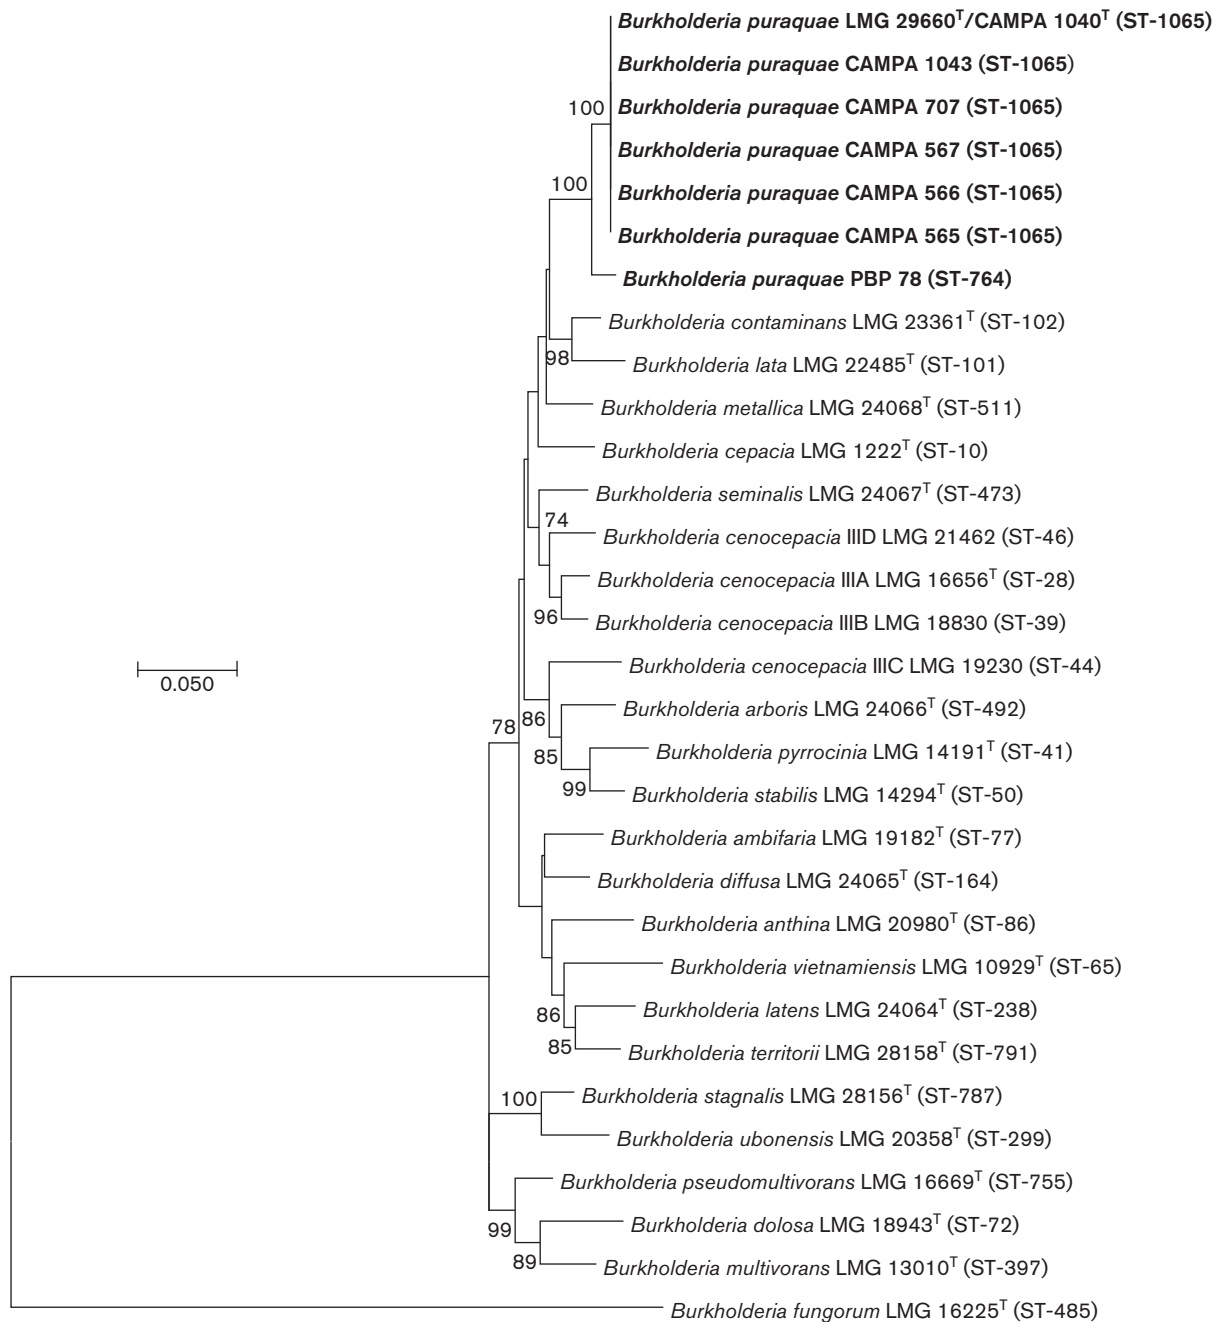 Burkholderia puraquae LMG 29660T/CAMPA 1040T (ST-1065)
Burkholderia puraquae CAMPA 1043 (ST-1065)
100
Burkholderia puraquae CAMPA 707 (ST-1065)
Burkholderia puraquae CAMPA 567 (ST-1065)
100
Burkholderia puraquae CAMPA 566 (ST-1065)
Burkholderia puraquae CAMPA 565 (ST-1065)
Burkholderia puraquae PBP 78 (ST-764)
Burkholderia contaminans LMG 23361T (ST-102)
98
Burkholderia lata LMG 22485T (ST-101)
Burkholderia metallica LMG 24068T (ST-511)
Burkholderia cepacia LMG 1222T (ST-10)
Burkholderia seminalis LMG 24067T (ST-473)
74
Burkholderia cenocepacia IIID LMG 21462 (ST-46)
Burkholderia cenocepacia IIIA LMG 16656T (ST-28)
96
Burkholderia cenocepacia IIIB LMG 18830 (ST-39)
Burkholderia cenocepacia IIIC LMG 19230 (ST-44)
0.050
Burkholderia arboris LMG 24066T (ST-492)
86
78
Burkholderia pyrrocinia LMG 14191T (ST-41)
85
99
Burkholderia stabilis LMG 14294T (ST-50)
Burkholderia ambifaria LMG 19182T (ST-77)
Burkholderia diffusa LMG 24065T (ST-164)
Burkholderia anthina LMG 20980T (ST-86)
Burkholderia vietnamiensis LMG 10929T (ST-65)
Burkholderia latens LMG 24064T (ST-238)
86
85
Burkholderia territorii LMG 28158T (ST-791)
100
Burkholderia stagnalis LMG 28156T (ST-787)
Burkholderia ubonensis LMG 20358T (ST-299)
Burkholderia pseudomultivorans LMG 16669T (ST-755)
Burkholderia dolosa LMG 18943T (ST-72)
99
89
Burkholderia multivorans LMG 13010T (ST-397)
Burkholderia fungorum LMG 16225T (ST-485)